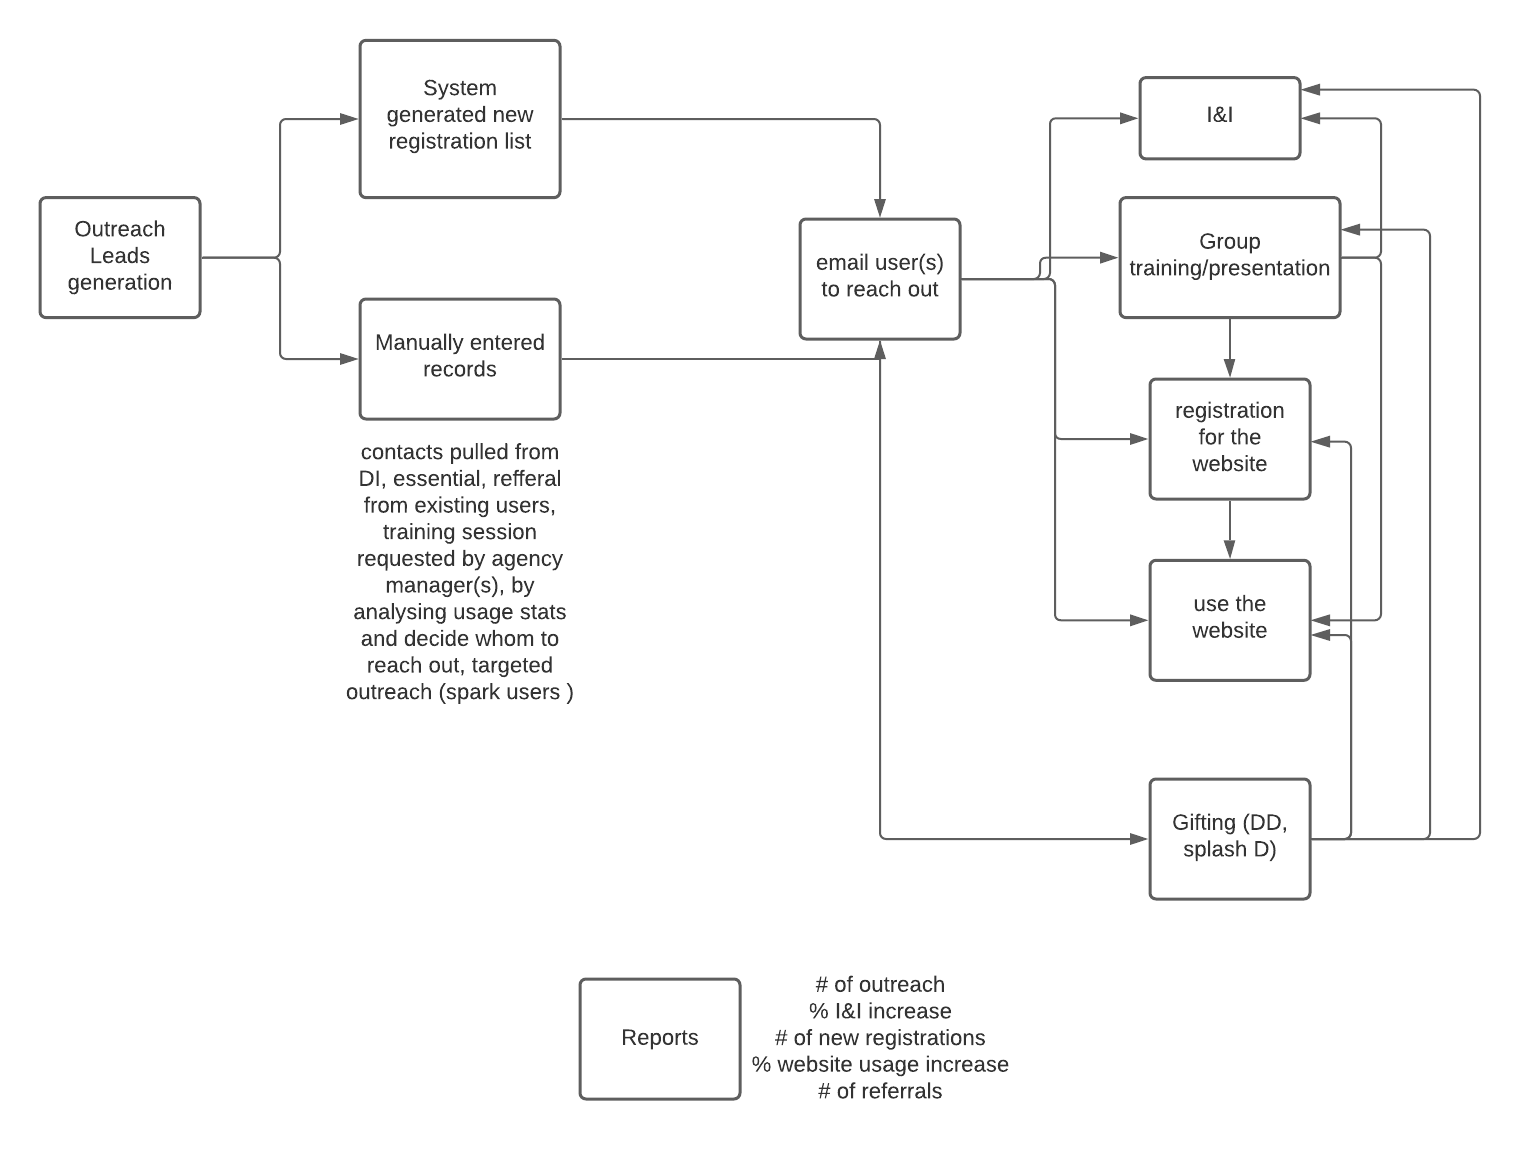 System
generated new
registration list
Outreach
Leads
generation
Manually entered
records
contacts pulled from
DI, essential, refferal
from existing users,
training session
requested by agency
manager(s), by
analysing usage stats
and decide whom to
reach out, targeted
outreach (spark users )
email user(s)
to reach out
I&I
Group
training/presentation
registration
for the
website
use the
website
Gifting (DD,
splash D)
Reports
# of outreach
% I&I increase
# of new registrations
% website usage increase
# of referrals